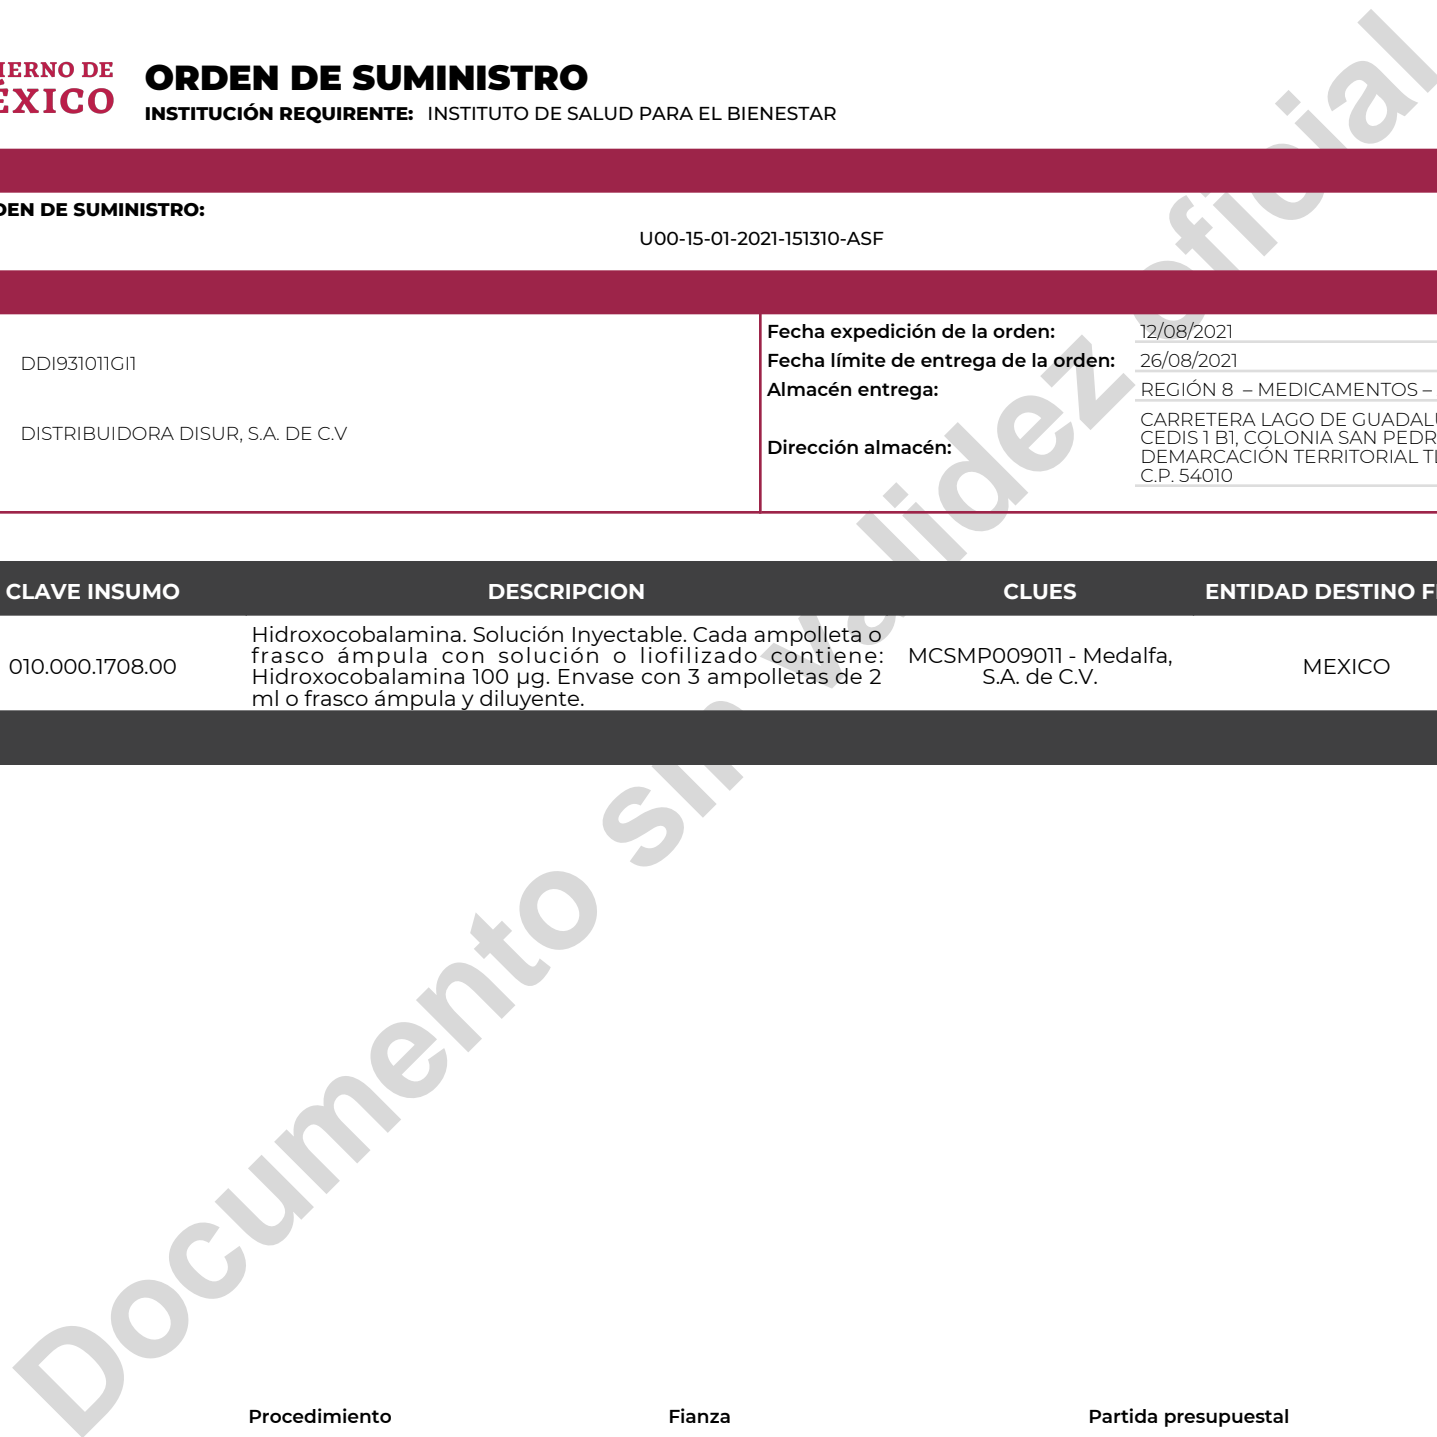 IERNO DE
ÉXICO
ORDEN DE SUMINISTRO
INSTITUCIÓN REQUIRENTE: INSTITUTO DE SALUD PARA EL BIENESTAR
DEN DE SUMINISTRO:
U00-15-01-2021-151310-ASF
DDI931011GI1
DISTRIBUIDORA DISUR, S.A. DE C.V
Fecha expedición de la orden: 12/08/2021
Fecha límite de entrega de la orden: 26/08/2021
Almacén entrega: REGIÓN 8 – MEDICAMENTOS –
Dirección almacén:
CARRETERA LAGO DE GUADALU
CEDIS 1 B1, COLONIA SAN PEDR
DEMARCACIÓN TERRITORIAL TL
C.P. 54010
CLAVE INSUMO DESCRIPCION CLUES ENTIDAD DESTINO FI
010.000.1708.00
Hidroxocobalamina. Solución Inyectable. Cada ampolleta o
frasco ámpula con solución o liofilizado contiene:
Hidroxocobalamina 100 µg. Envase con 3 ampolletas de 2
ml o frasco ámpula y diluyente.
MCSMP009011 - Medalfa,
S.A. de C.V.
MEXICO
Documento sin validez oficial
Procedimiento Fianza Partida presupuestal